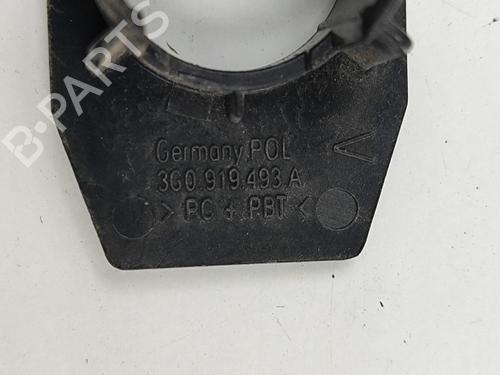 B-PARTS
Germany POL
3G0 919 493 A
> PC + PBT <